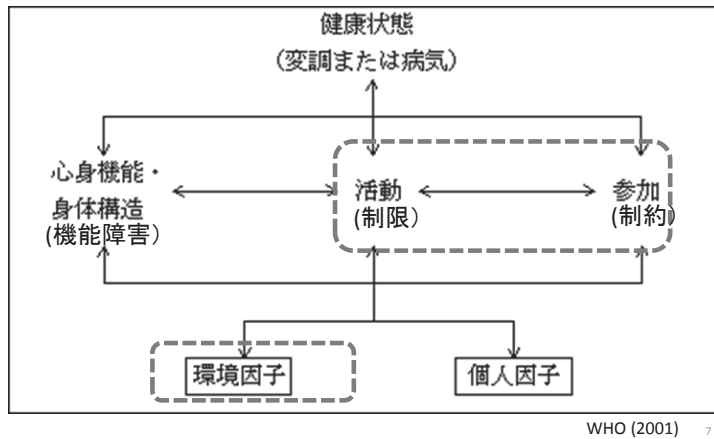 健康状態
(変調または病気)
心身機能・
身体構造
(機能障害)
活動
(制限)
参加
(制約)
環境因子
個人因子
WHO (2001)
7